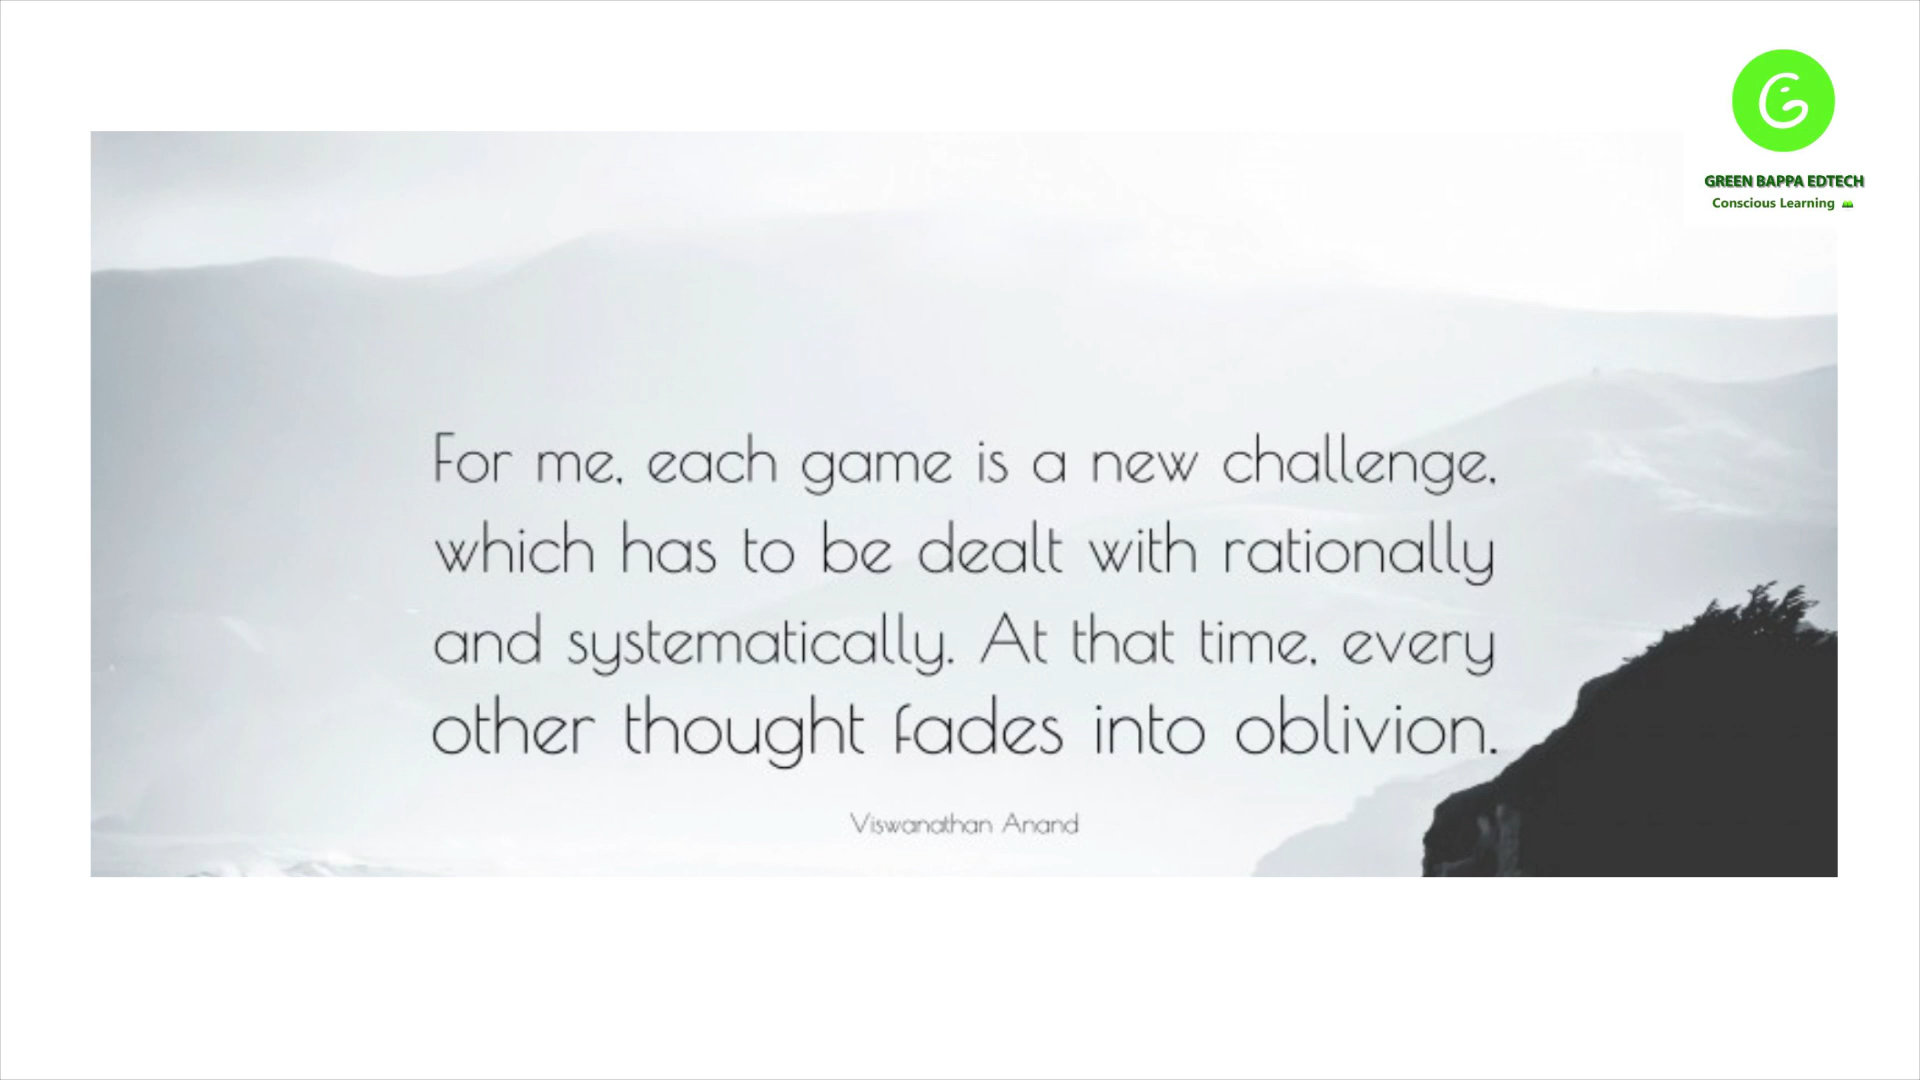 GREEN BAPPA EDTECH
Conscious Learning
For me, each game is a new challenge,
which has to be dealt with rationally
and systematically. At that time, every
other thought fades into oblivion.
Viswanathan Anand